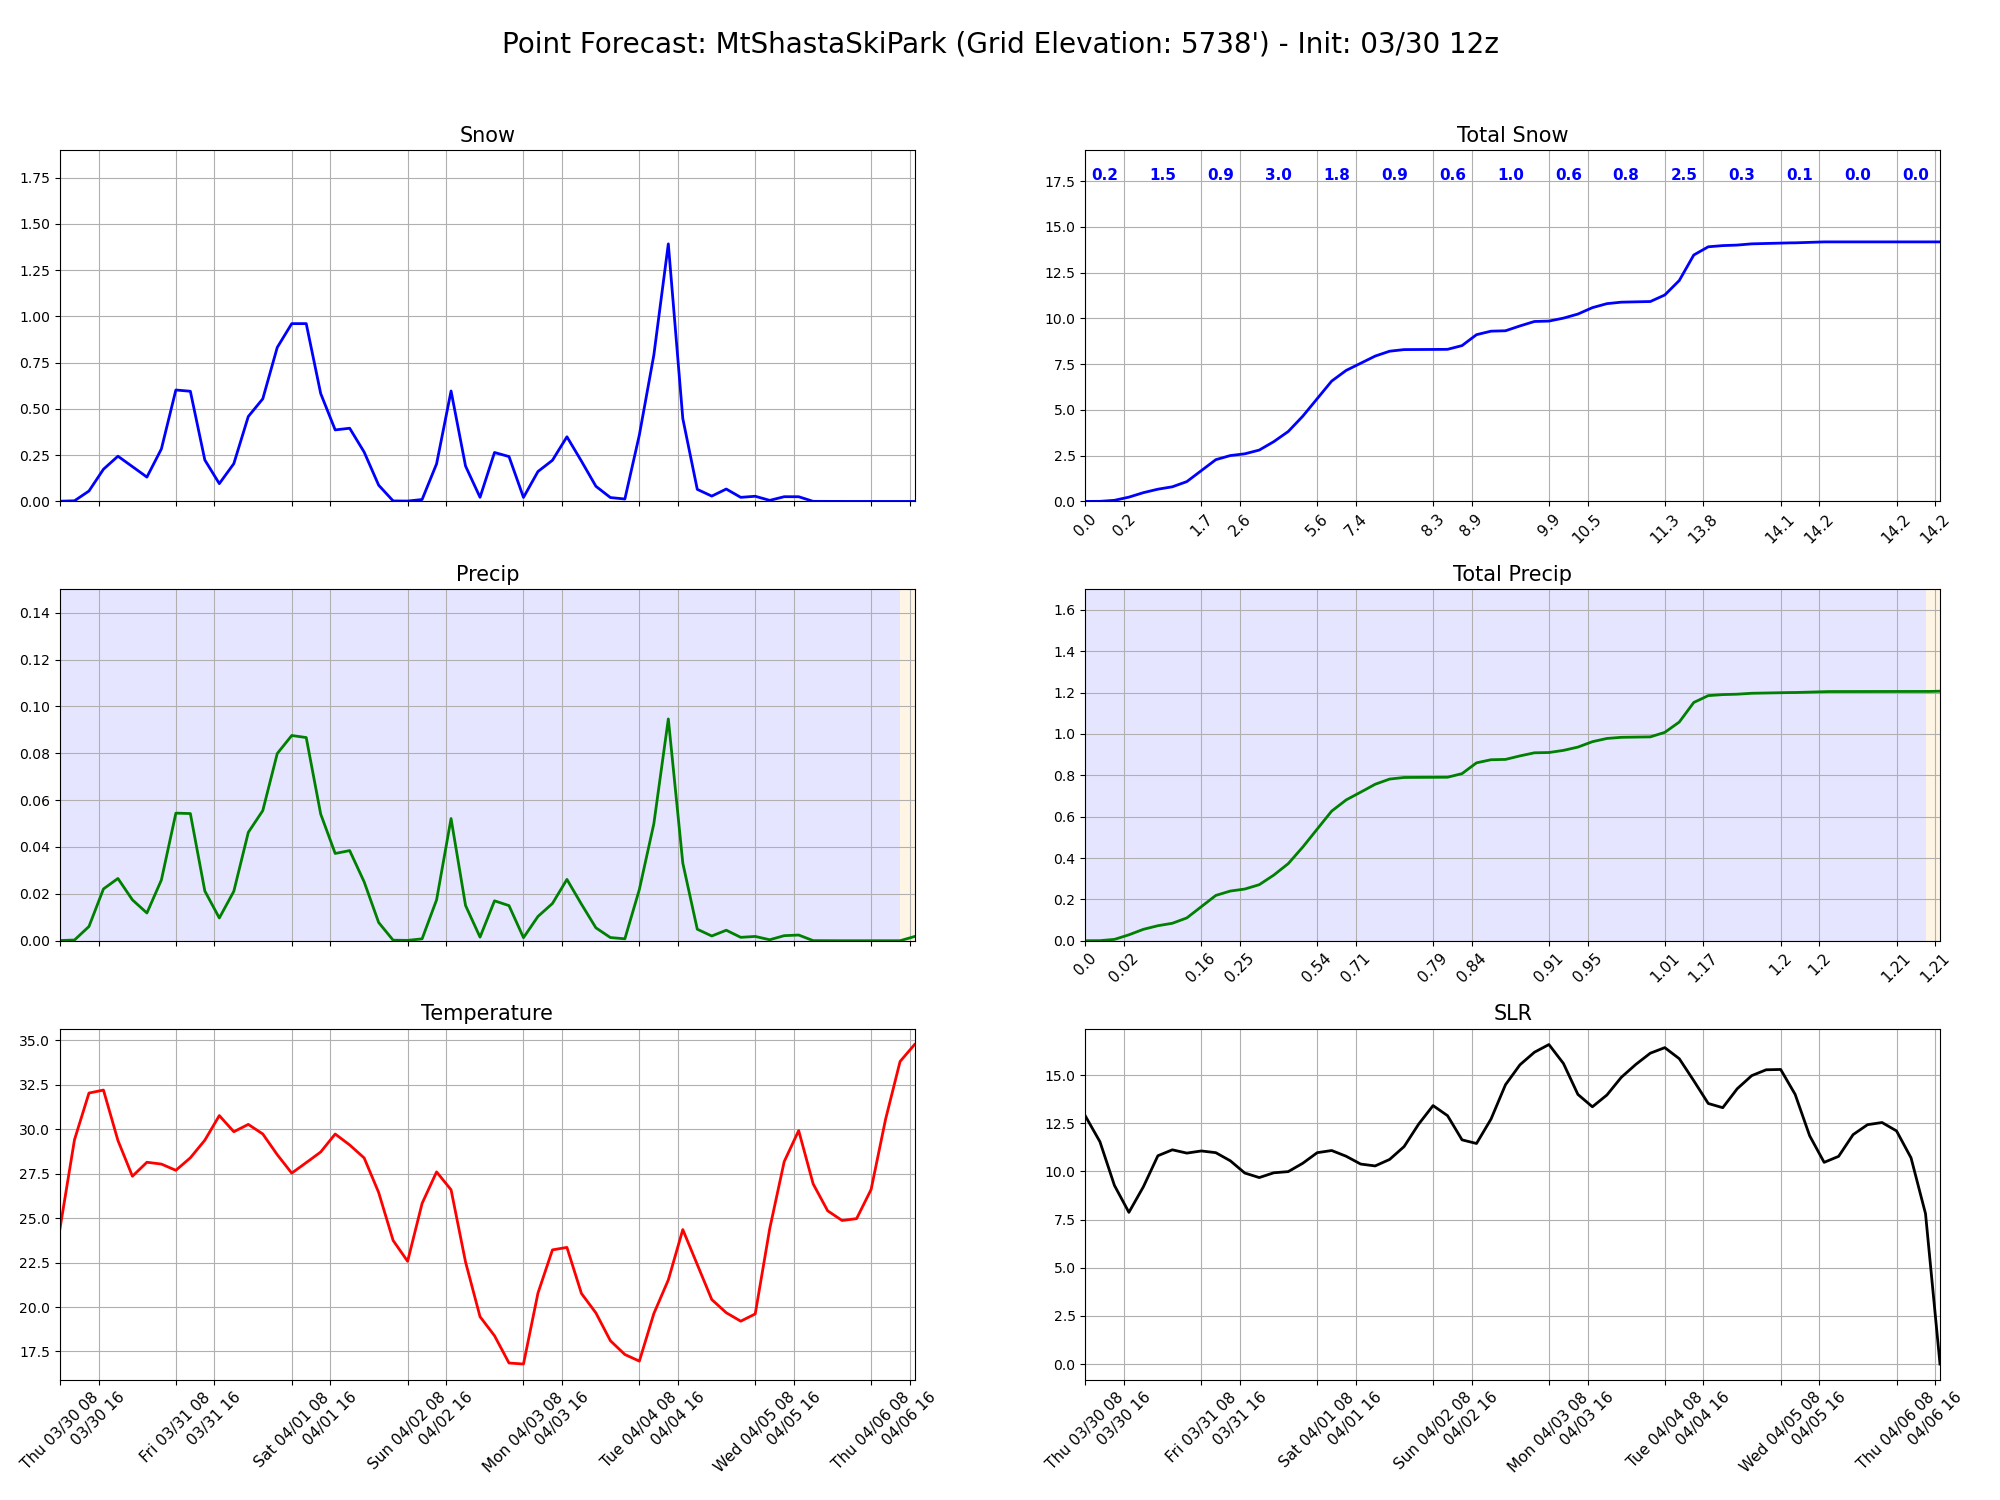 Point Forecast: MtShastaSkiPark (Grid Elevation: 5738') - Init: 03/30 12z
Snow
1.75
1.50
1.25
1.00
0.75
0.50
0.25
0.00
Total Snow
0.2 1.5 0.9 3.0 1.8 0.9 0.6 1.0 0.6 0.8 2.5 0.3 0.1 0.0 0.0
17.5
15.0
12.5
10.0
7.5
5.0
2.5
0.0
0.0 0.2 1.7 2.6 5.6 7.4 8.3 8.9 9.9 10.5 11.3 13.8 14.1 14.2 14.2 14.2
Precip
0.14
0.12
0.10
0.08
0.06
0.04
0.02
0.00
Total Precip
1.6
1.4
1.2
1.0
0.8
0.6
0.4
0.2
0.0
0.0 0.02 0.16 0.25 0.54 0.71 0.79 0.84 0.91 0.95 1.01 1.17 1.2 1.2 1.21 1.21
Temperature
35.0
32.5
30.0
27.5
25.0
22.5
20.0
17.5
Thu 03/30 08
03/30 16
Fri 03/31 08
03/31 16
Sat 04/01 08
04/01 16
Sun 04/02 08
04/02 16
Mon 04/03 08
04/03 16
Tue 04/04 08
04/04 16
Wed 04/05 08
04/05 16
Thu 04/06 08
04/06 16
SLR
15.0
12.5
10.0
7.5
5.0
2.5
0.0
Thu 03/30 08
03/30 16
Fri 03/31 08
03/31 16
Sat 04/01 08
04/01 16
Sun 04/02 08
04/02 16
Mon 04/03 08
04/03 16
Tue 04/04 08
04/04 16
Wed 04/05 08
04/05 16
Thu 04/06 08
04/06 16